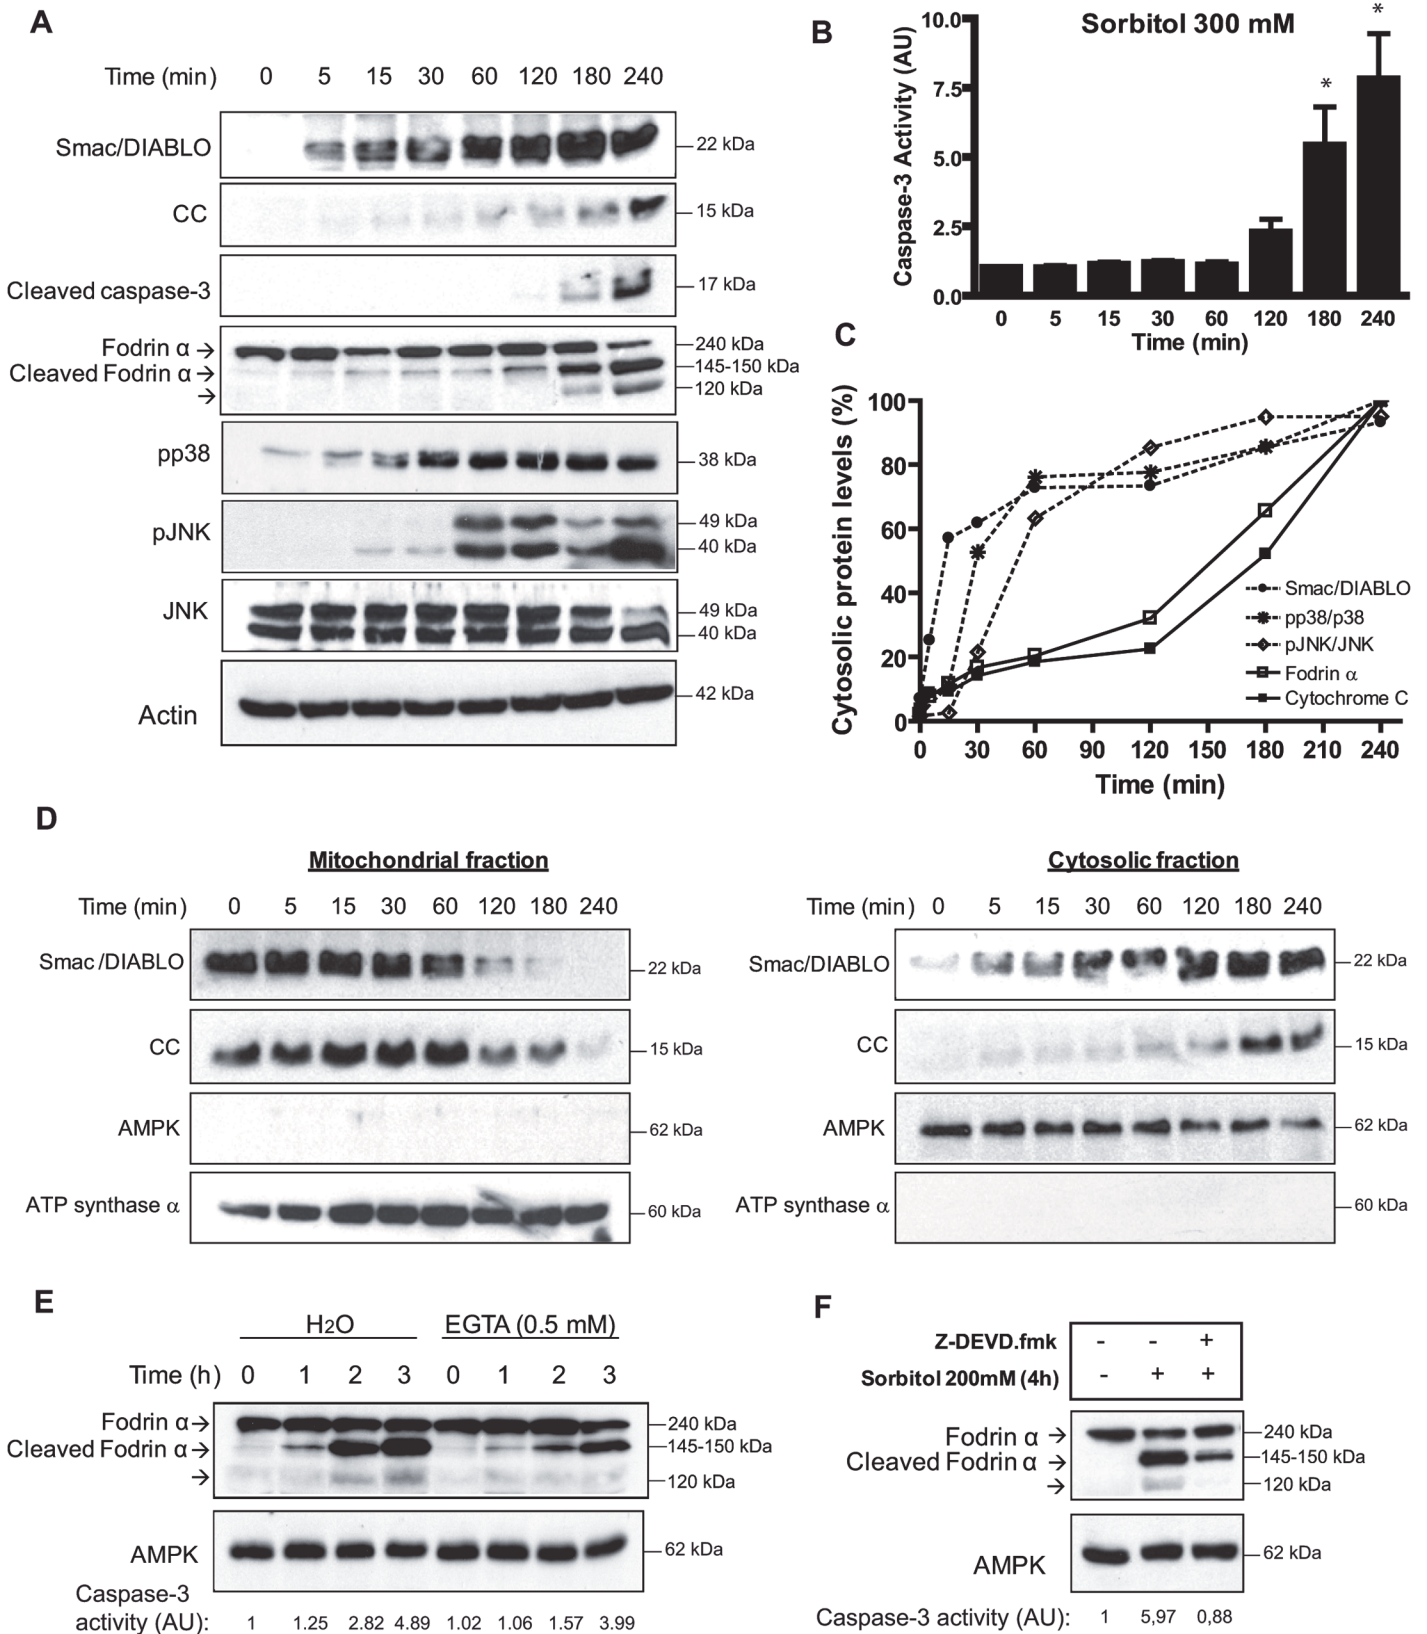 A
Time (min) 0 5 15 30 60 120 180 240
Smac/DIABLO 22 kDa
CC 15 kDa
Cleaved caspase-3 17 kDa
Fodrin α → 240 kDa
Cleaved Fodrin α → 145-150 kDa
→ 120 kDa
pp38 38 kDa
pJNK 49 kDa
40 kDa
JNK 49 kDa
40 kDa
Actin 42 kDa
B
Sorbitol 300 mM
Caspase-3 Activity (AU)
10.0
7.5
5.0
2.5
0.0
* *
0 5 15 30 60 120 180 240
Time (min)
C
Cytosolic protein levels (%)
100
80
60
40
20
0
Smac/DIABLO
pp38/p38
pJNK/JNK
Fodrin α
Cytochrome C
0 30 60 90 120 150 180 210 240
Time (min)
D
Mitochondrial fraction
Time (min) 0 5 15 30 60 120 180 240
Smac/DIABLO 22 kDa
CC 15 kDa
AMPK 62 kDa
ATP synthase α 60 kDa
Cytosolic fraction
Time (min) 0 5 15 30 60 120 180 240
Smac/DIABLO 22 kDa
CC 15 kDa
AMPK 62 kDa
ATP synthase α 60 kDa
E
H2O EGTA (0.5 mM)
Time (h) 0 1 2 3 0 1 2 3
Fodrin α → 240 kDa
Cleaved Fodrin α → 145-150 kDa
→ 120 kDa
AMPK 62 kDa
Caspase-3
activity (AU): 1 1.25 2.82 4.89 1.02 1.06 1.57 3.99
F
Z-DEVD.fmk - - +
Sorbitol 200mM (4h) - + +
Fodrin α → 240 kDa
Cleaved Fodrin α → 145-150 kDa
→ 120 kDa
AMPK 62 kDa
Caspase-3 activity (AU): 1 5,97 0,88